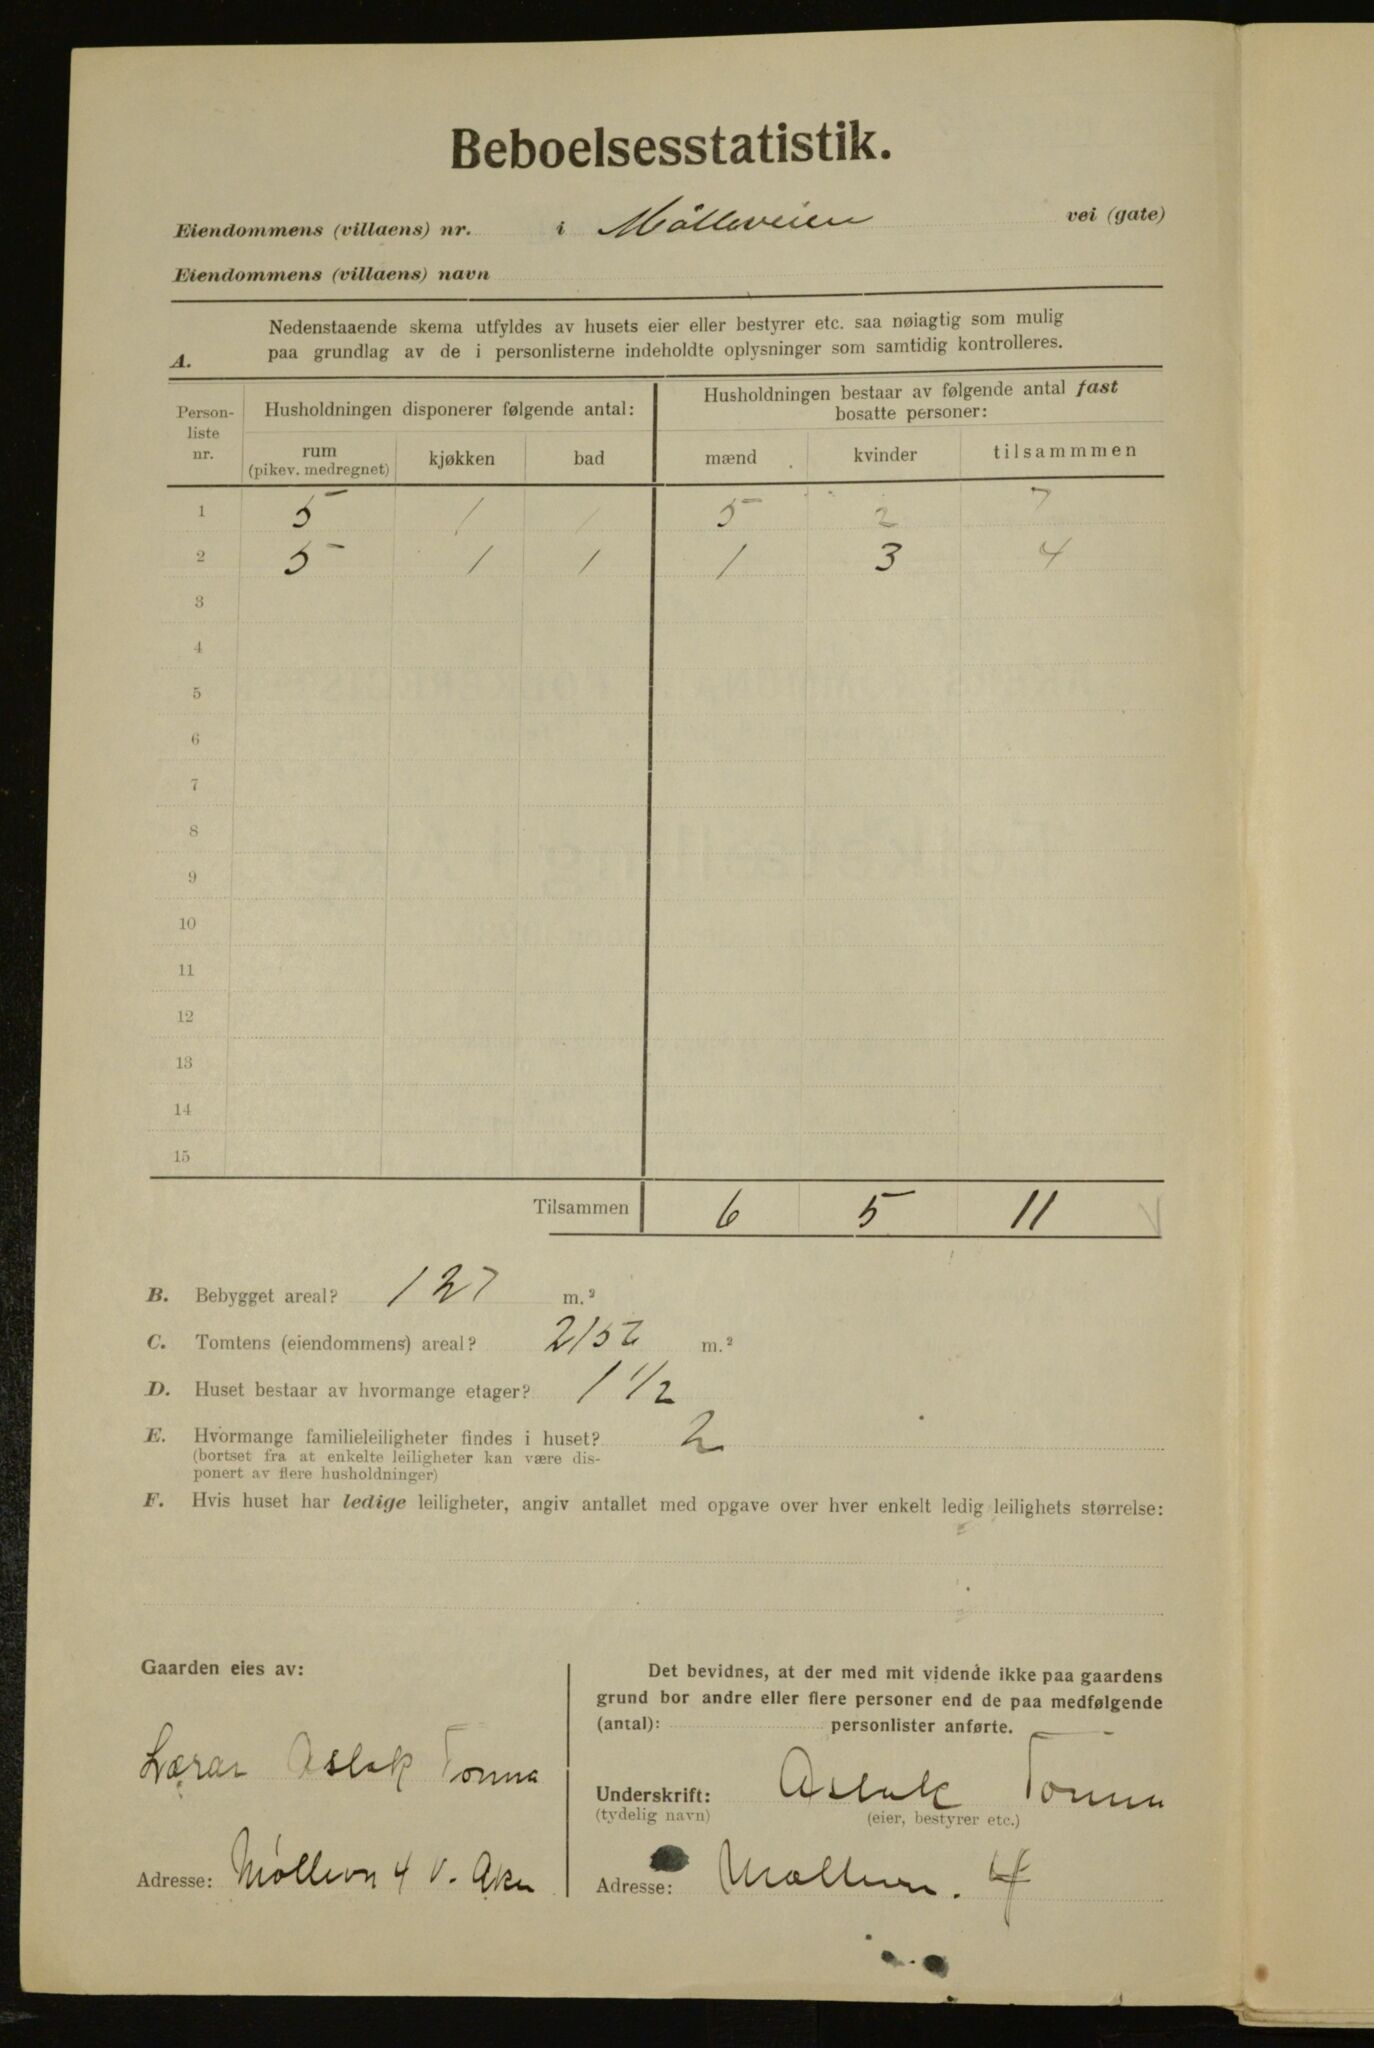 Beboelsesstatistik.
Eiendommens (villaens) nr. i Mölleveien vei (gate)
Eiendommens (villaens) navn
A. Nedenstaaende skema utfyldes av husets eier eller bestyrer etc. saa nøiagtig som mulig
paa grundlag av de i personlisterne indeholdte oplysninger som samtidig kontrolleres.
Person-
liste
nr.
Husholdningen disponerer følgende antal:
rum
(pikev. medregnet)
kjøkken
bad
Husholdningen bestaar av følgende antal fast
bosatte personer:
mænd
kvinder
tilsammmen
1 5 1 1 5 2 7
2 5 1 1 1 3 4
3
4
5
6
7
8
9
10
11
12
13
14
15
Tilsammen 6 5 11
B. Bebygget areal? 127 m.²
C. Tomtens (eiendommens) areal? 2152 m.²
D. Huset bestaar av hvormange etager? 1 1/2
E. Hvormange familieleiligheter findes i huset? 2
(bortset fra at enkelte leiligheter kan være dis-
ponert av flere husholdninger)
F. Hvis huset har ledige leiligheter, angiv antallet med opgave over hver enkelt ledig leilighets størrelse:
Gaarden eies av:
Lærar Aslak Tonna
Adresse: Møllevn 4 V. Aker
Det bevidnes, at der med mit vidende ikke paa gaardens
grund bor andre eller flere personer end de paa medfølgende
(antal): personlister anførte.
Underskrift: Aslak Tonna
(tydelig navn) (eier, bestyrer etc.)
Adresse: Møllevn. 4